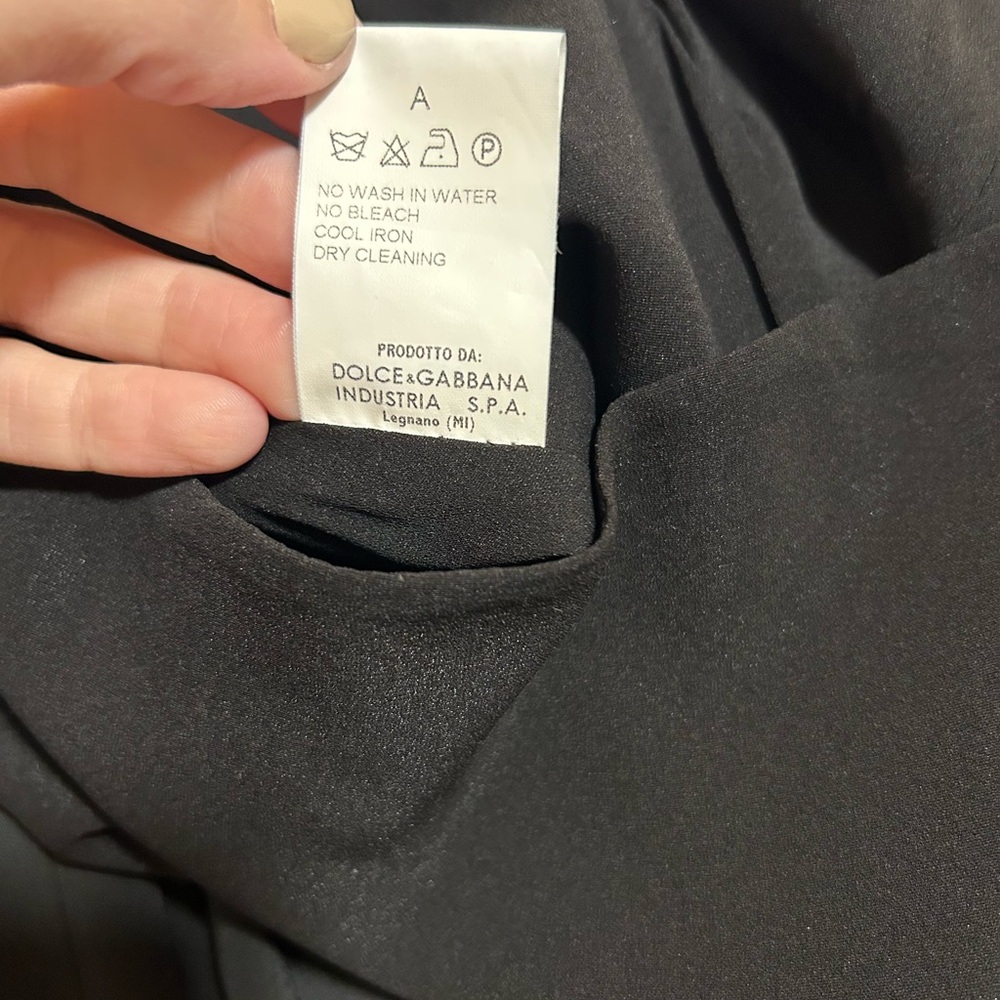 A
P
NO WASH IN WATER
NO BLEACH
COOL IRON
DRY CLEANING
PRODOTTO DA:
DOLCE&GABBANA
INDUSTRIA S.P.A.
Legnano (MI)